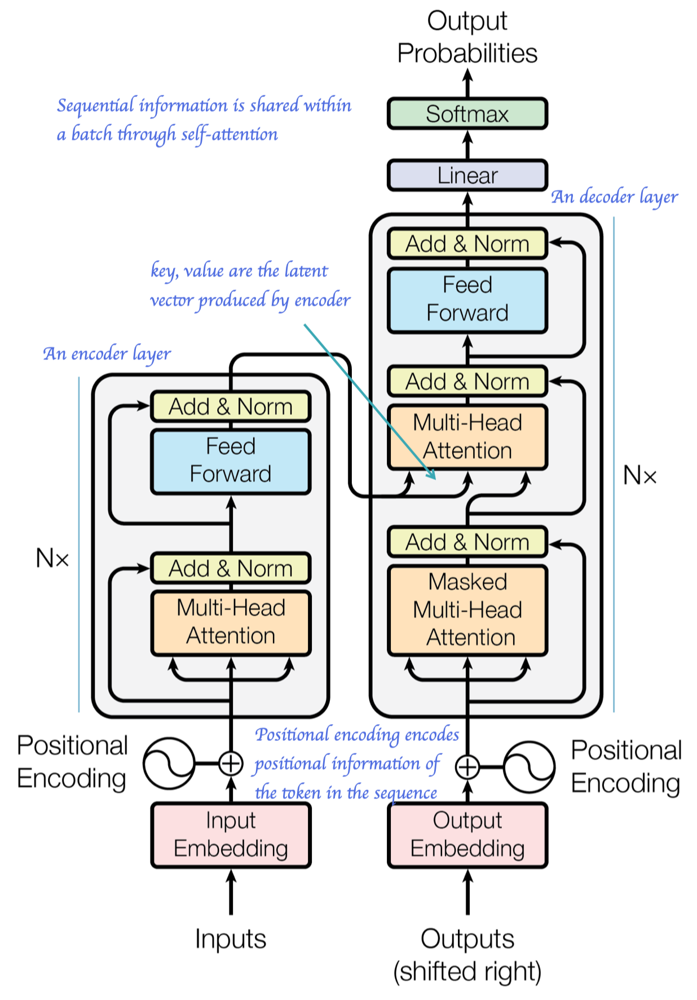 Output
Probabilities
Softmax
Sequential information is shared within
a batch through self-attention
Linear
An decoder layer
Add & Norm
Feed
Forward
key, value are the latent
vector produced by encoder
Add & Norm
Multi-Head
Attention
Nx
Add & Norm
Masked
Multi-Head
Attention
An encoder layer
Add & Norm
Feed
Forward
Nx
Add & Norm
Multi-Head
Attention
Positional
Encoding
Positional encoding encodes
positional information of
the token in the sequence
Positional
Encoding
Input
Embedding
Output
Embedding
Inputs
Outputs
(shifted right)